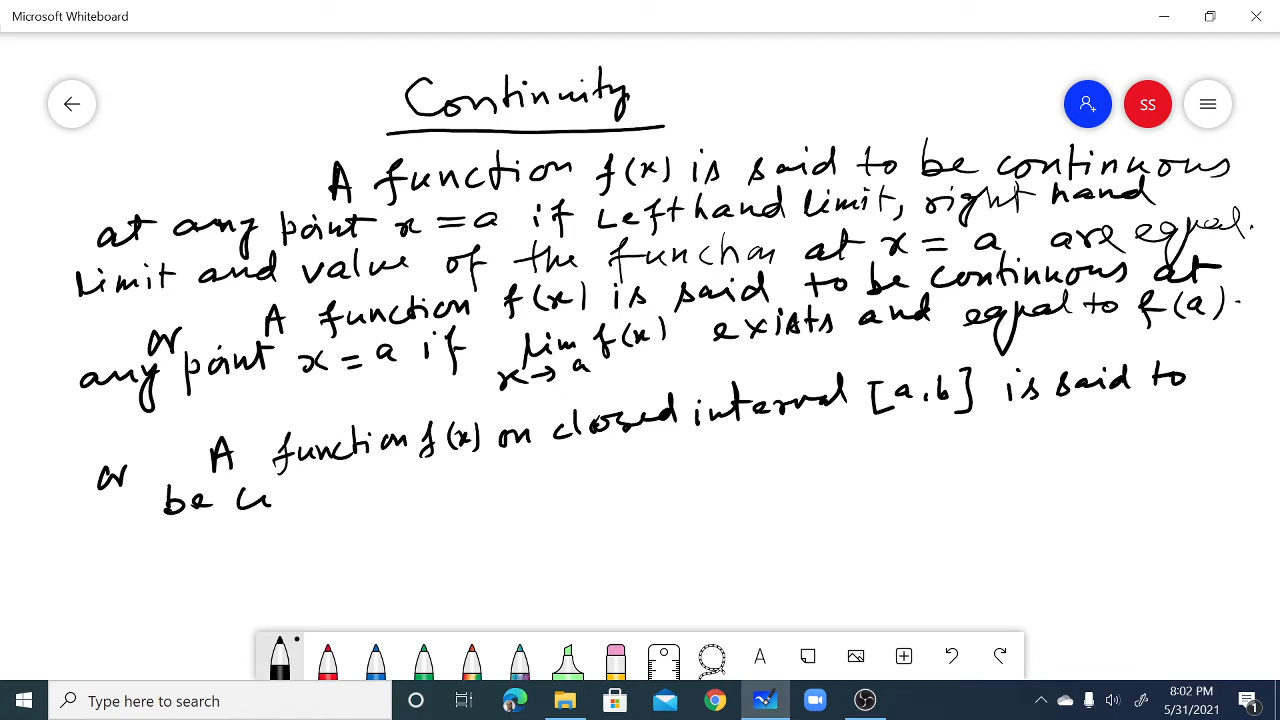 Microsoft Whiteboard
Continuity
SS
A function f(x) is said to be continuous
at any point x = a if Left hand limit, right hand
limit and value of the function at x = a are equal.
or A function f(x) is said to be continuous at
any point x = a if lim x→a f(x) exists and equal to f(a).
or A function f(x) on closed interval [a,b] is said to
be co
A
Type here to search
8:02 PM
5/31/2021
1